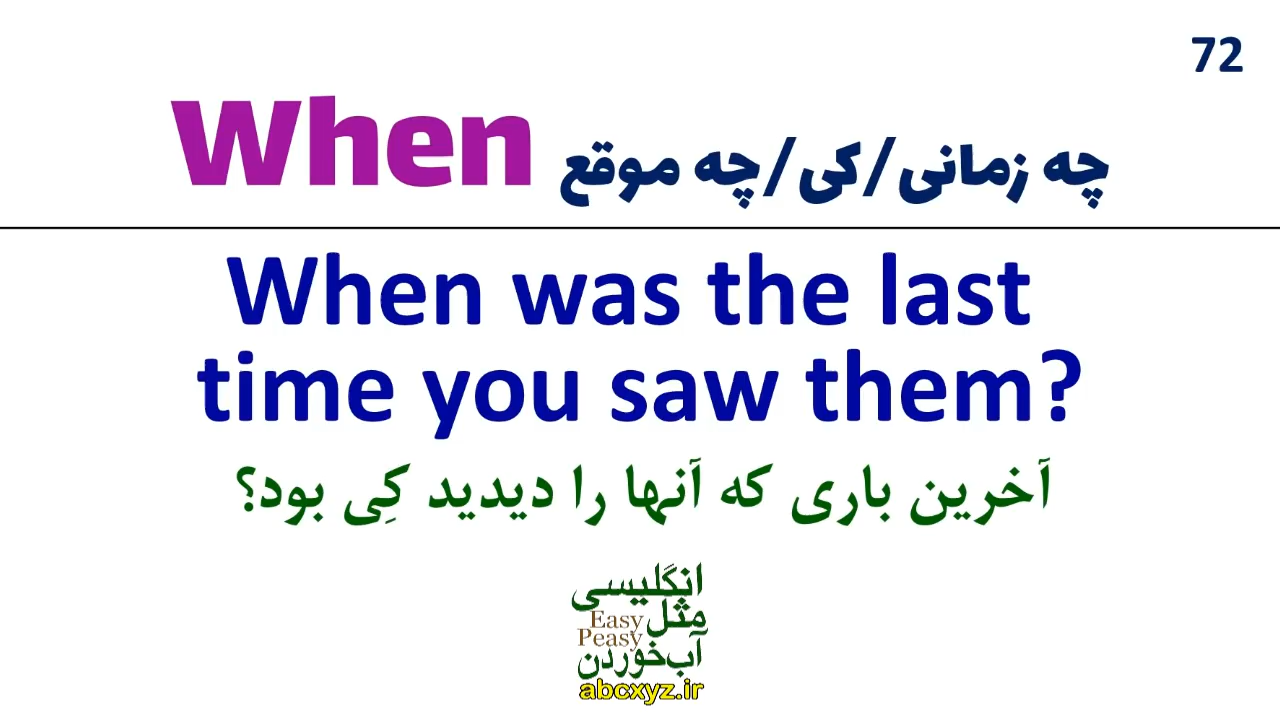 72
When چه زمانی/کی/چه موقع
When was the last
time you saw them?
آخرین باری که آنها را دیدید کِی بود؟
انگلیسی
مثل
Easy
Peasy
آب‌خوردن
abcxyz.ir